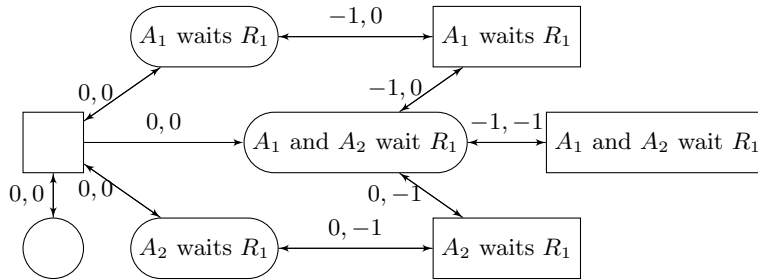 −1, 0
A₁ waits R₁
A₁ waits R₁
0, 0
−1, 0
0, 0
−1, −1
A₁ and A₂ wait R₁
A₁ and A₂ wait R₁
0, 0
0, 0
0, −1
0, −1
A₂ waits R₁
A₂ waits R₁